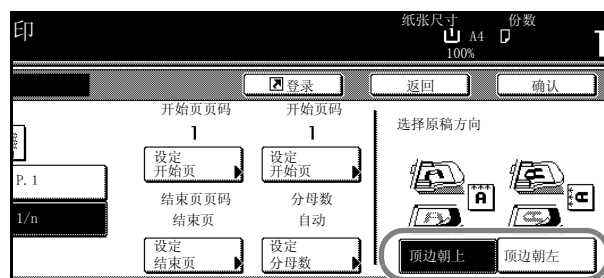 印
纸张尺寸 份数
A4
100%
登录 返回 确认
开始页页码 开始页码
1 1
选择原稿方向
设定
开始页
设定
开始页
P.1
1/n
结束页页码 分母数
结束页 自动
设定
结束页
设定
分母数
顶边朝上 顶边朝左